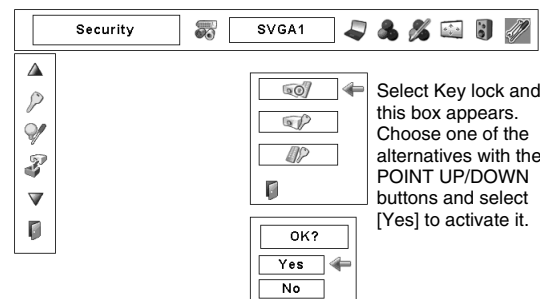 Security
SVGA1
Select Key lock and
this box appears.
Choose one of the
alternatives with the
POINT UP/DOWN
buttons and select
[Yes] to activate it.
OK?
Yes
No